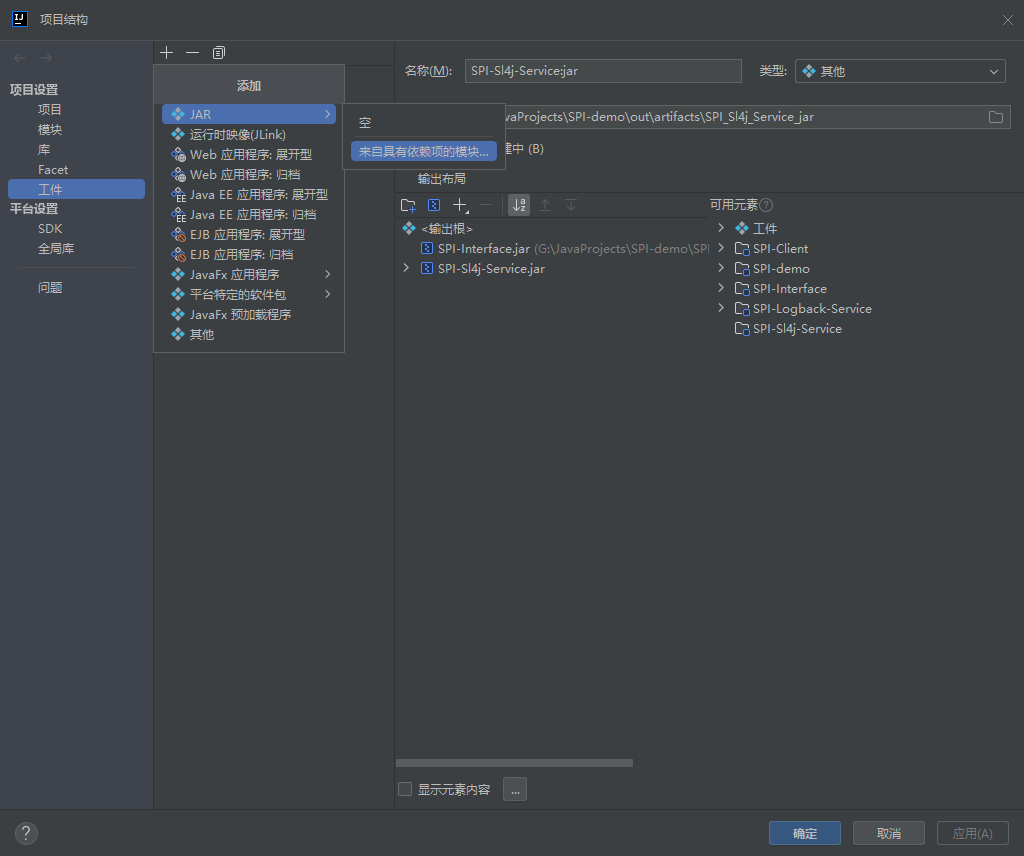 项目结构
项目设置
项目
模块
库
Facet
工件
平台设置
SDK
全局库
问题
添加
JAR
运行时映像(JLink)
Web 应用程序: 展开型
Web 应用程序: 归档
Java EE 应用程序: 展开型
Java EE 应用程序: 归档
EJB 应用程序: 展开型
EJB 应用程序: 归档
JavaFx 应用程序
平台特定的软件包
JavaFx 预加载程序
其他
空
来自具有依赖项的模块...
名称(M): SPI-Sl4j-Service:jar 类型: 其他
vaProjects\SPI-demo\out\artifacts\SPI_Sl4j_Service_jar
建中 (B)
输出布局
<输出根>
SPI-Interface.jar (G:\JavaProjects\SPI-demo\SPI
SPI-Sl4j-Service.jar
可用元素
工件
SPI-Client
SPI-demo
SPI-Interface
SPI-Logback-Service
SPI-Sl4j-Service
显示元素内容 ...
? 确定 取消 应用(A)